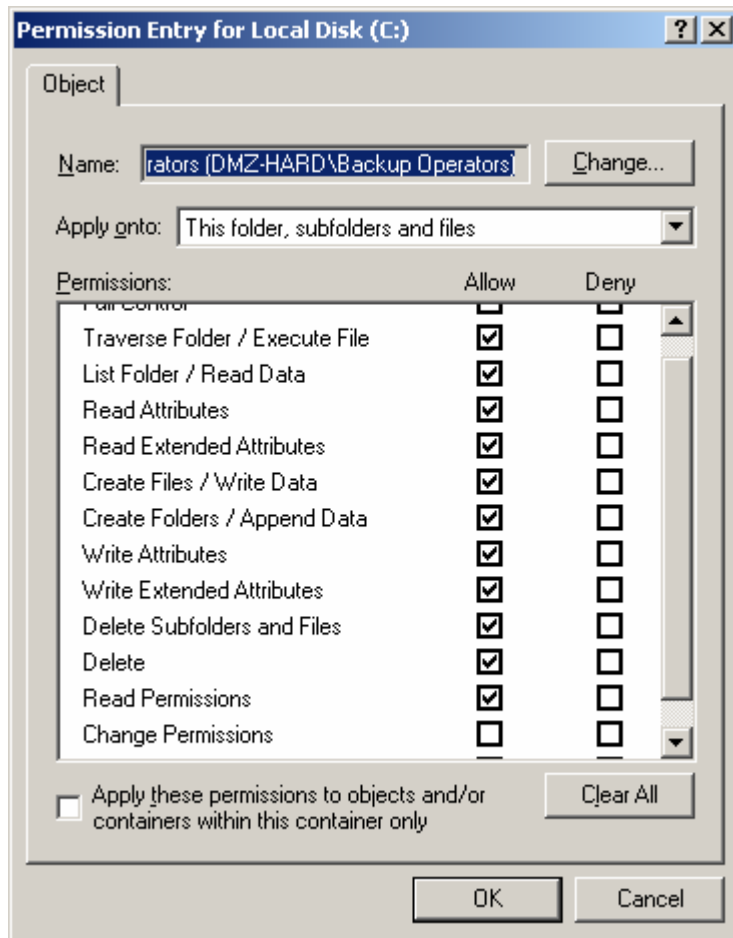 Permission Entry for Local Disk (C:)
Object
Name: rators (DMZ-HARD\Backup Operators) Change...
Apply onto: This folder, subfolders and files
Permissions: Allow Deny
Full Control
Traverse Folder / Execute File
List Folder / Read Data
Read Attributes
Read Extended Attributes
Create Files / Write Data
Create Folders / Append Data
Write Attributes
Write Extended Attributes
Delete Subfolders and Files
Delete
Read Permissions
Change Permissions
Apply these permissions to objects and/or
containers within this container only
Clear All
OK Cancel